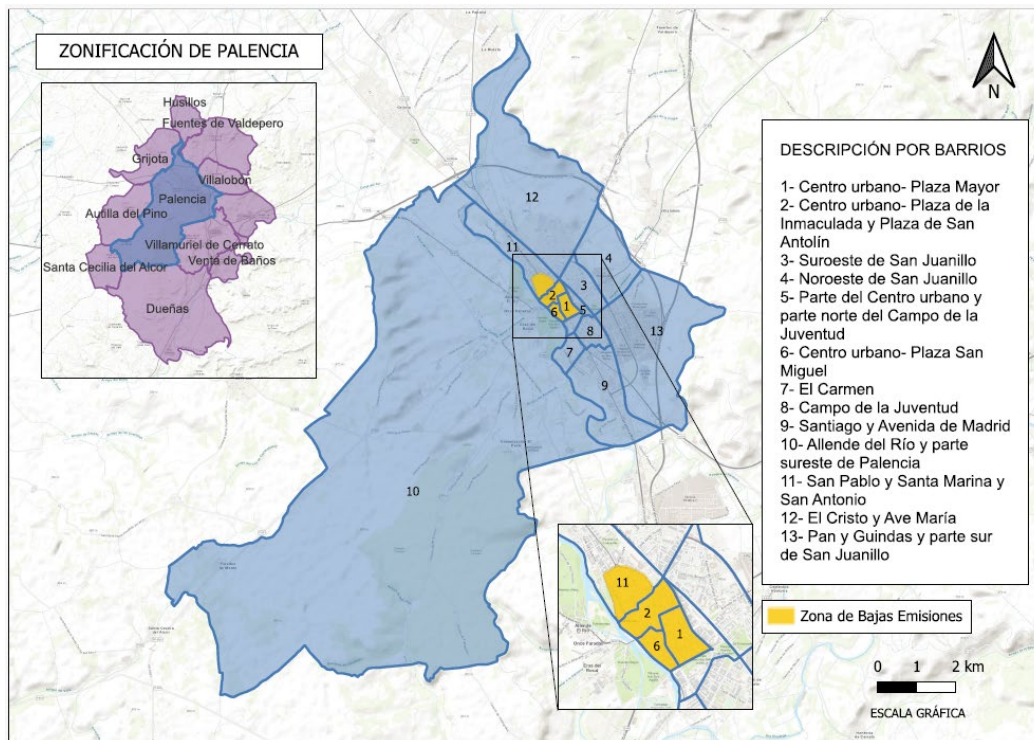 ZONIFICACIÓN DE PALENCIA
Husillos
Fuentes de Valdepero
Grijota
Villalobón
Palencia
Autilla del Pino
Villamuriel de Cerrato
Santa Cecilia del Alcor
Venta de Baños
Dueñas
N
12
11
4
3
2
1
5
6
8
13
7
9
10
11
2
1
6
DESCRIPCIÓN POR BARRIOS
1- Centro urbano- Plaza Mayor
2- Centro urbano- Plaza de la
Inmaculada y Plaza de San
Antolín
3- Suroeste de San Juanillo
4- Noroeste de San Juanillo
5- Parte del Centro urbano y
parte norte del Campo de la
Juventud
6- Centro urbano- Plaza San
Miguel
7- El Carmen
8- Campo de la Juventud
9- Santiago y Avenida de Madrid
10- Allende del Río y parte
sureste de Palencia
11- San Pablo y Santa Marina y
San Antonio
12- El Cristo y Ave María
13- Pan y Guindas y parte sur
de San Juanillo
Zona de Bajas Emisiones
0 1 2 km
ESCALA GRÁFICA